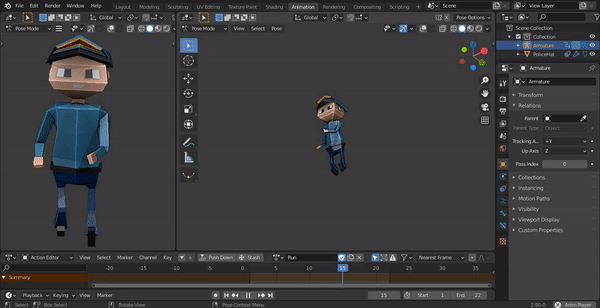 File Edit Render Window Help Layout Modeling Sculpting UV Editing Texture Paint Shading Animation Rendering Compositing Scene View Layer
Global Global
Pose Mode Pose Mode View Select Pose Pose Options
Scene Collection
Collection
Armature
PoliceHat
Armature
Armature
Transform
Relations
Parent
Parent Type Object
Tracking A.. +Y
Up Axis Z
Pass Index 0
Collections
Instancing
Motion Paths
Visibility
Viewport Display
Custom Properties
Action Editor View Select Marker Channel Key Push Down Stash Run Nearest Frame
-20 -15 -10 -5 0 5 10 15 20 25 30 35
Summary
Playback Keying View Marker 15 Start 1 End 22
Select Box Select Rotate View Pose Context Menu 2.90.0 Anim Player